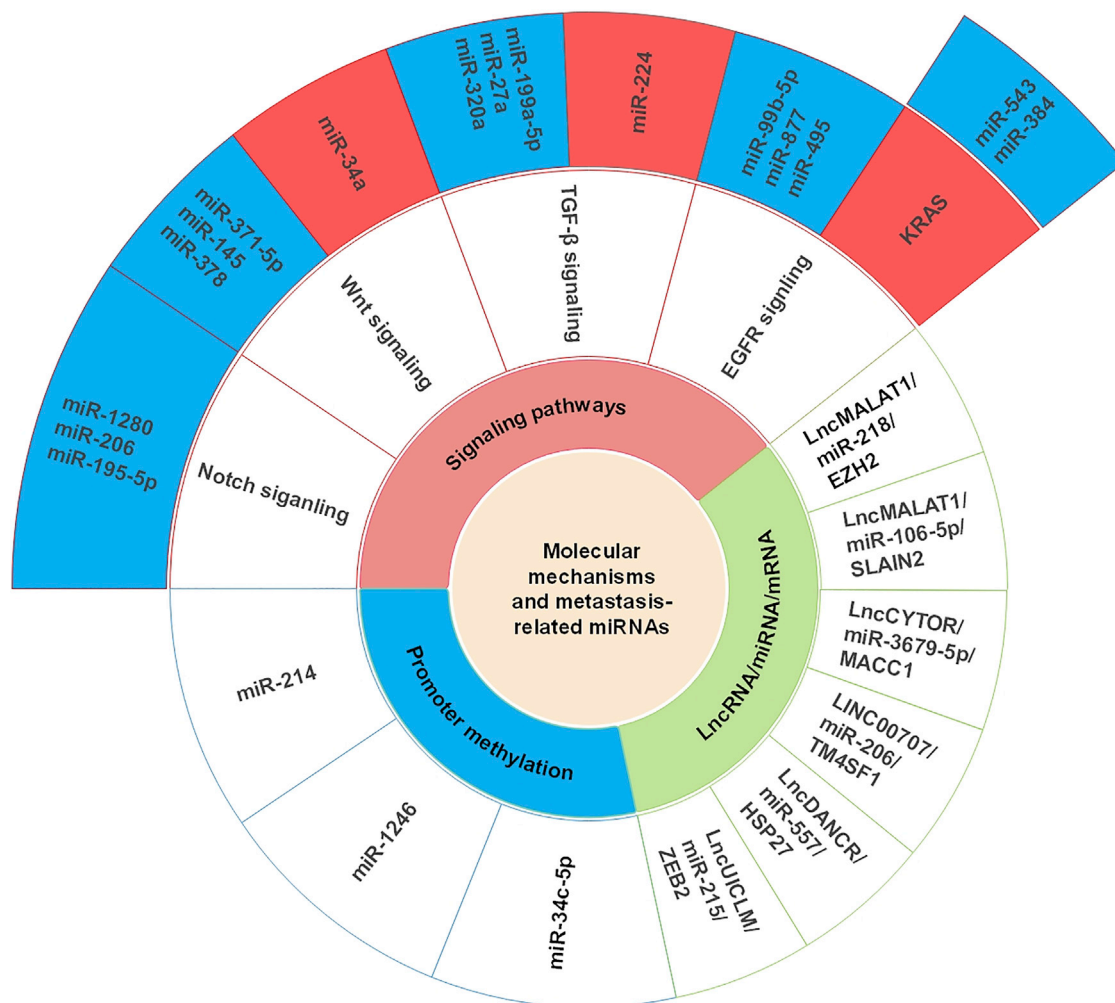 Molecular
mechanisms
and metastasis-
related miRNAs
Signaling pathways
LncRNA/miRNA/mRNA
Promoter methylation
Notch siganling
Wnt signaling
TGF-β signaling
EGFR signling
miR-1280
miR-206
miR-195-5p
miR-371-5p
miR-145
miR-378
miR-34a
miR-199a-5p
miR-27a
miR-320a
miR-224
miR-99b-5p
miR-877
miR-495
KRAS
miR-543
miR-384
LncMALAT1/
miR-218/
EZH2
LncMALAT1/
miR-106-5p/
SLAIN2
LncCYTOR/
miR-3679-5p/
MACC1
LINC00707/
miR-206/
TM4SF1
LncDANCR/
miR-557/
HSP27
LncUICLM/
miR-215/
ZEB2
miR-34c-5p
miR-1246
miR-214